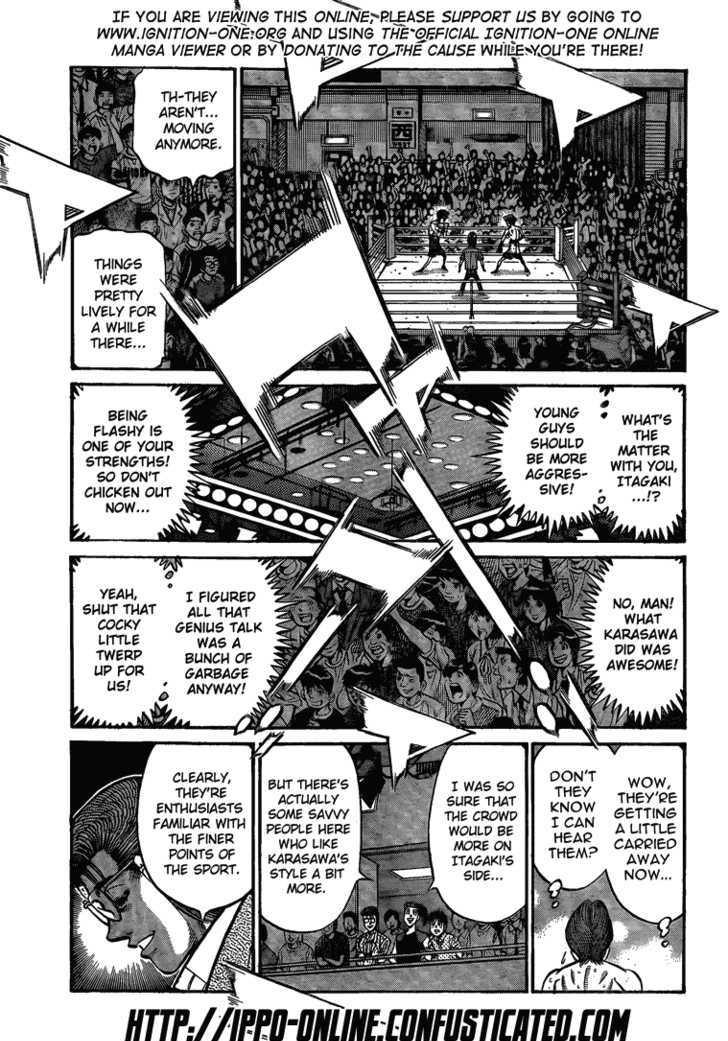 IF YOU ARE VIEWING THIS ONLINE, PLEASE SUPPORT US BY GOING TO
WWW.IGNITION-ONE.ORG AND USING THE OFFICIAL IGNITION-ONE ONLINE
MANGA VIEWER OR BY DONATING TO THE CAUSE WHILE YOU'RE THERE!
西
WEST
TH-THEY
AREN'T...
MOVING
ANYMORE.
THINGS
WERE
PRETTY
LIVELY FOR
A WHILE
THERE...
WHAT'S
THE
MATTER
WITH YOU,
ITAGAKI
...!?
YOUNG
GUYS
SHOULD
BE MORE
AGGRES-
SIVE!
BEING
FLASHY IS
ONE OF YOUR
STRENGTHS!
SO DON'T
CHICKEN OUT
NOW...
NO, MAN!
WHAT
KARASAWA
DID WAS
AWESOME!
I FIGURED
ALL THAT
GENIUS TALK
WAS A
BUNCH OF
GARBAGE
ANYWAY!
YEAH,
SHUT THAT
COCKY
LITTLE
TWERP
UP FOR
US!
WOW,
THEY'RE
GETTING
A LITTLE
CARRIED
AWAY
NOW...
DON'T
THEY
KNOW I
CAN
HEAR
THEM?
I WAS SO
SURE THAT
THE CROWD
WOULD BE
MORE ON
ITAGAKI'S
SIDE...
BUT THERE'S
ACTUALLY
SOME SAVVY
PEOPLE HERE
WHO LIKE
KARASAWA'S
STYLE A BIT
MORE.
CLEARLY,
THEY'RE
ENTHUSIASTS
FAMILIAR WITH
THE FINER
POINTS OF
THE SPORT.
HTTP://IPPO-ONLINE.CONFUSTICATED.COM